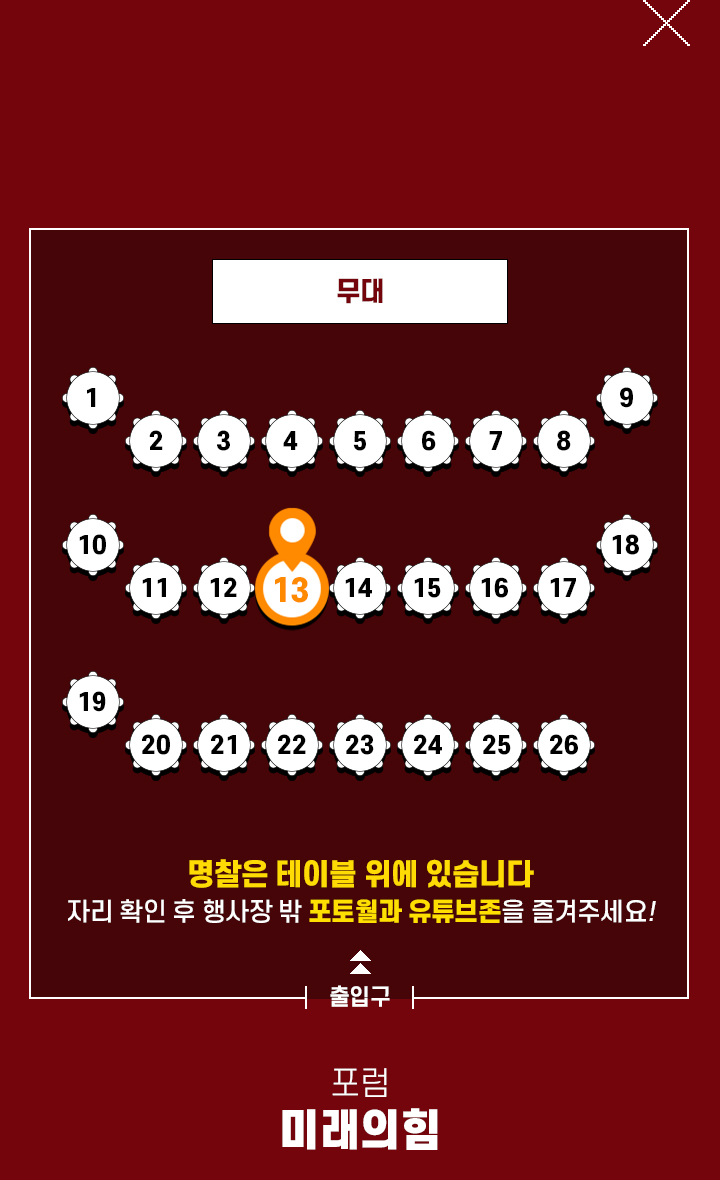 무대
1 9
2 3 4 5 6 7 8
10 18
11 12 13 14 15 16 17
19
20 21 22 23 24 25 26
명찰은 테이블 위에 있습니다
자리 확인 후 행사장 밖 포토월과 유튜브존을 즐겨주세요!
출입구
포럼
미래의힘